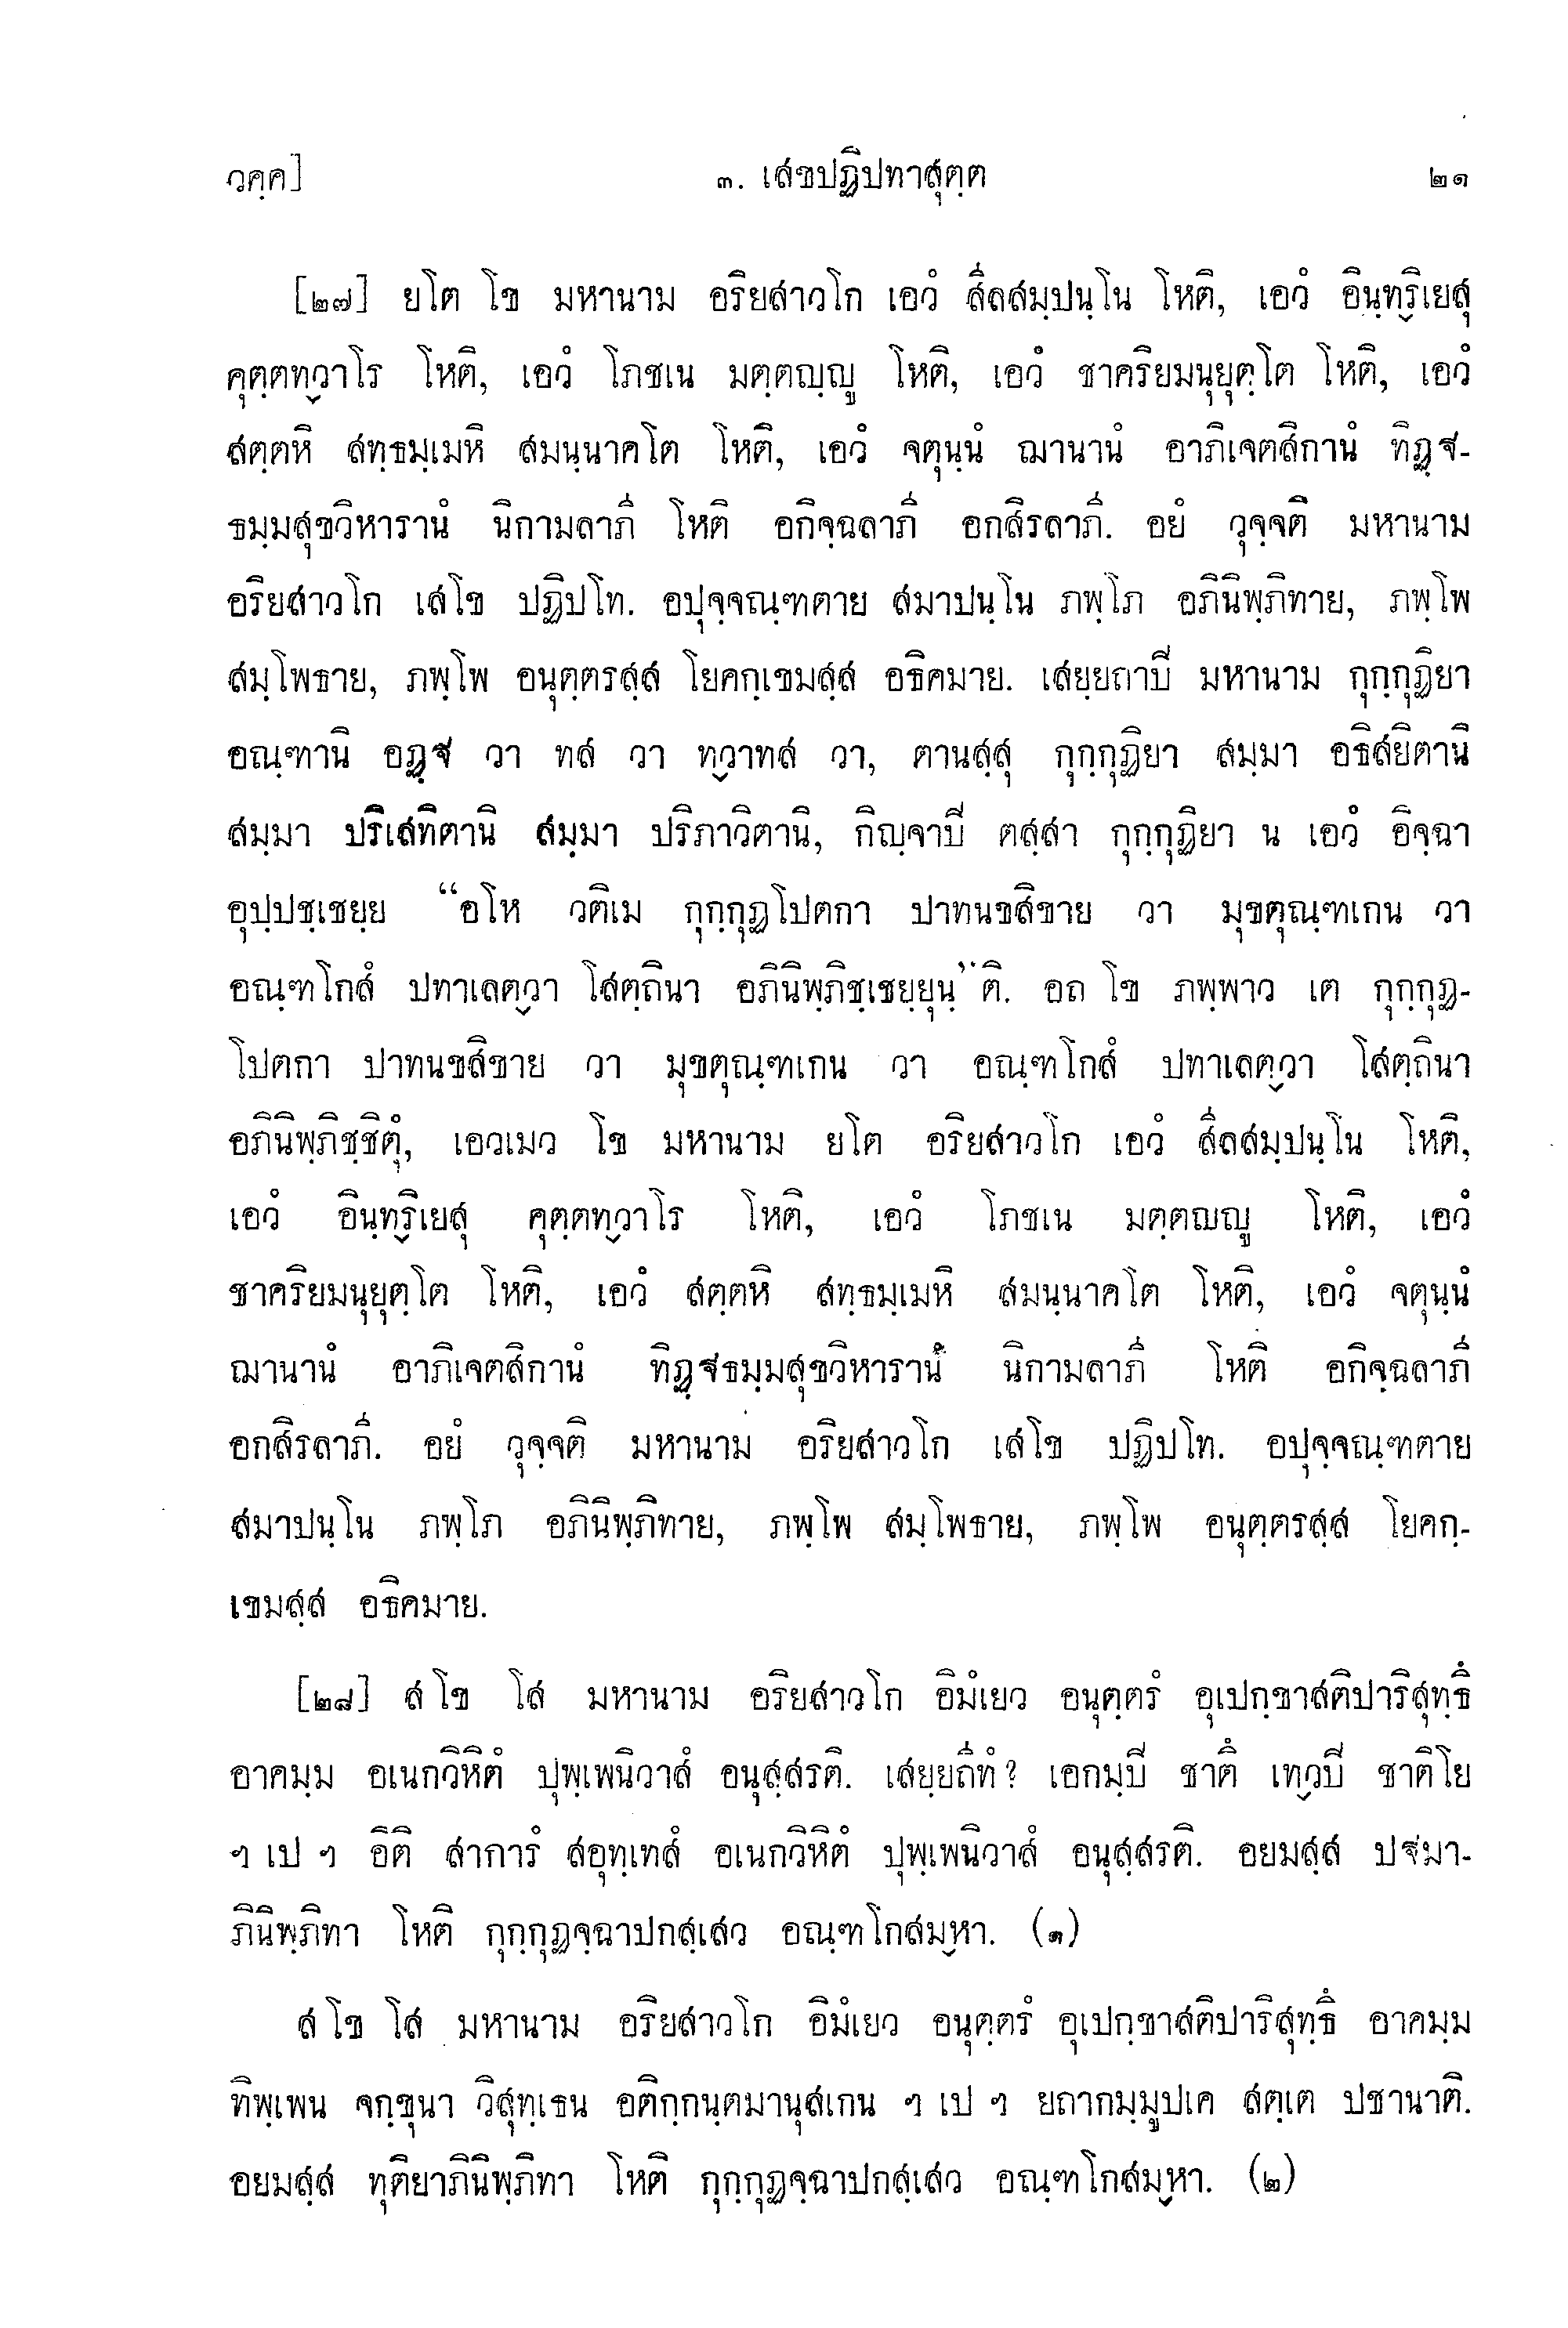 วคฺค] ๓. เสขปฏิปทาสุตฺต ๒๑
[๒๗] ยโต โข มหานาม อริยสาวโก เอวํ สีลสมฺปนฺโน โหติ, เอวํ อินฺทฺริเยสุ
คุตฺตทฺวาโร โหติ, เอวํ โภชเน มตฺตญฺญู โหติ, เอวํ ชาคริยมนุยุตฺโต โหติ, เอวํ
สตฺตหิ สทฺธมฺเมหิ สมนฺนาคโต โหติ, เอวํ จตุนฺนํ ฌานานํ อาภิเจตสิกานํ ทิฏฺฐ-
ธมฺมสุขวิหารานํ นิกามลาภี โหติ อกิจฺฉลาภี อกสิรลาภี. อยํ วุจฺจติ มหานาม
อริยสาวโก เสโข ปฏิปโท. อปุจฺจณฺฑตาย สมาปนฺโน ภพฺโภ อภินิพฺภิทาย, ภพฺโพ
สมฺโพธาย, ภพฺโพ อนุตฺตรสฺส โยคกฺเขมสฺส อธิคมาย. เสยฺยถาปี มหานาม กุกฺกุฏิยา
อณฺฑานิ อฏฺฐ วา ทส วา ทฺวาทส วา, ตานสฺสุ กุกฺกุฏิยา สมฺมา อธิสยิตานิ
สมฺมา ปริเสทิตานิ สมฺมา ปริภาวิตานิ, กิญฺจาปี ตสฺสา กุกฺกุฏิยา น เอวํ อิจฺฉา
อุปฺปชฺเชยฺย “อโห วติเม กุกฺกุฏโปตกา ปาทนขสิขาย วา มุขตุณฺฑเกน วา
อณฺฑโกสํ ปทาเลตฺวา โสตฺถินา อภินิพฺภิชฺเชยฺยุนฺ”ติ. อถ โข ภพฺพาว เต กุกฺกุฏ-
โปตกา ปาทนขสิขาย วา มุขตุณฺฑเกน วา อณฺฑโกสํ ปทาเลตฺวา โสตฺถินา
อภินิพฺภิชฺชิตุํ, เอวเมว โข มหานาม ยโต อริยสาวโก เอวํ สีลสมฺปนฺโน โหติ,
เอวํ อินฺทฺริเยสุ คุตฺตทฺวาโร โหติ, เอวํ โภชเน มตฺตญฺญู โหติ, เอวํ
ชาคริยมนุยุตฺโต โหติ, เอวํ สตฺตหิ สทฺธมฺเมหิ สมนฺนาคโต โหติ, เอวํ จตุนฺนํ
ฌานานํ อาภิเจตสิกานํ ทิฏฺฐธมฺมสุขวิหารานํ นิกามลาภี โหติ อกิจฺฉลาภี
อกสิรลาภี. อยํ วุจฺจติ มหานาม อริยสาวโก เสโข ปฏิปโท. อปุจฺจณฺฑตาย
สมาปนฺโน ภพฺโภ อภินิพฺภิทาย, ภพฺโพ สมฺโพธาย, ภพฺโพ อนุตฺตรสฺส โยคกฺ-
เขมสฺส อธิคมาย.
[๒๘] ส โข โส มหานาม อริยสาวโก อิมํเยว อนุตฺตรํ อุเปกฺขาสติปาริสุทฺธึ
อาคมฺม อเนกวิหิตํ ปุพฺเพนิวาสํ อนุสฺสรติ. เสยฺยถีทํ? เอกมฺปี ชาตึ เทฺวปี ชาติโย
ฯ เป ฯ อิติ สาการํ สอุทฺเทสํ อเนกวิหิตํ ปุพฺเพนิวาสํ อนุสฺสรติ. อยมสฺส ปฐมา-
ภินิพฺภิทา โหติ กุกฺกุฏจฺฉาปกสฺเสว อณฺฑโกสมฺหา. (๑)
ส โข โส มหานาม อริยสาวโก อิมํเยว อนุตฺตรํ อุเปกฺขาสติปาริสุทฺธึ อาคมฺม
ทิพฺเพน จกฺขุนา วิสุทฺเธน อติกฺกนฺตมานุสเกน ฯ เป ฯ ยถากมฺมูปเค สตฺเต ปชานาติ.
อยมสฺส ทุติยาภินิพฺภิทา โหติ กุกฺกุฏจฺฉาปกสฺเสว อณฺฑโกสมฺหา. (๒)